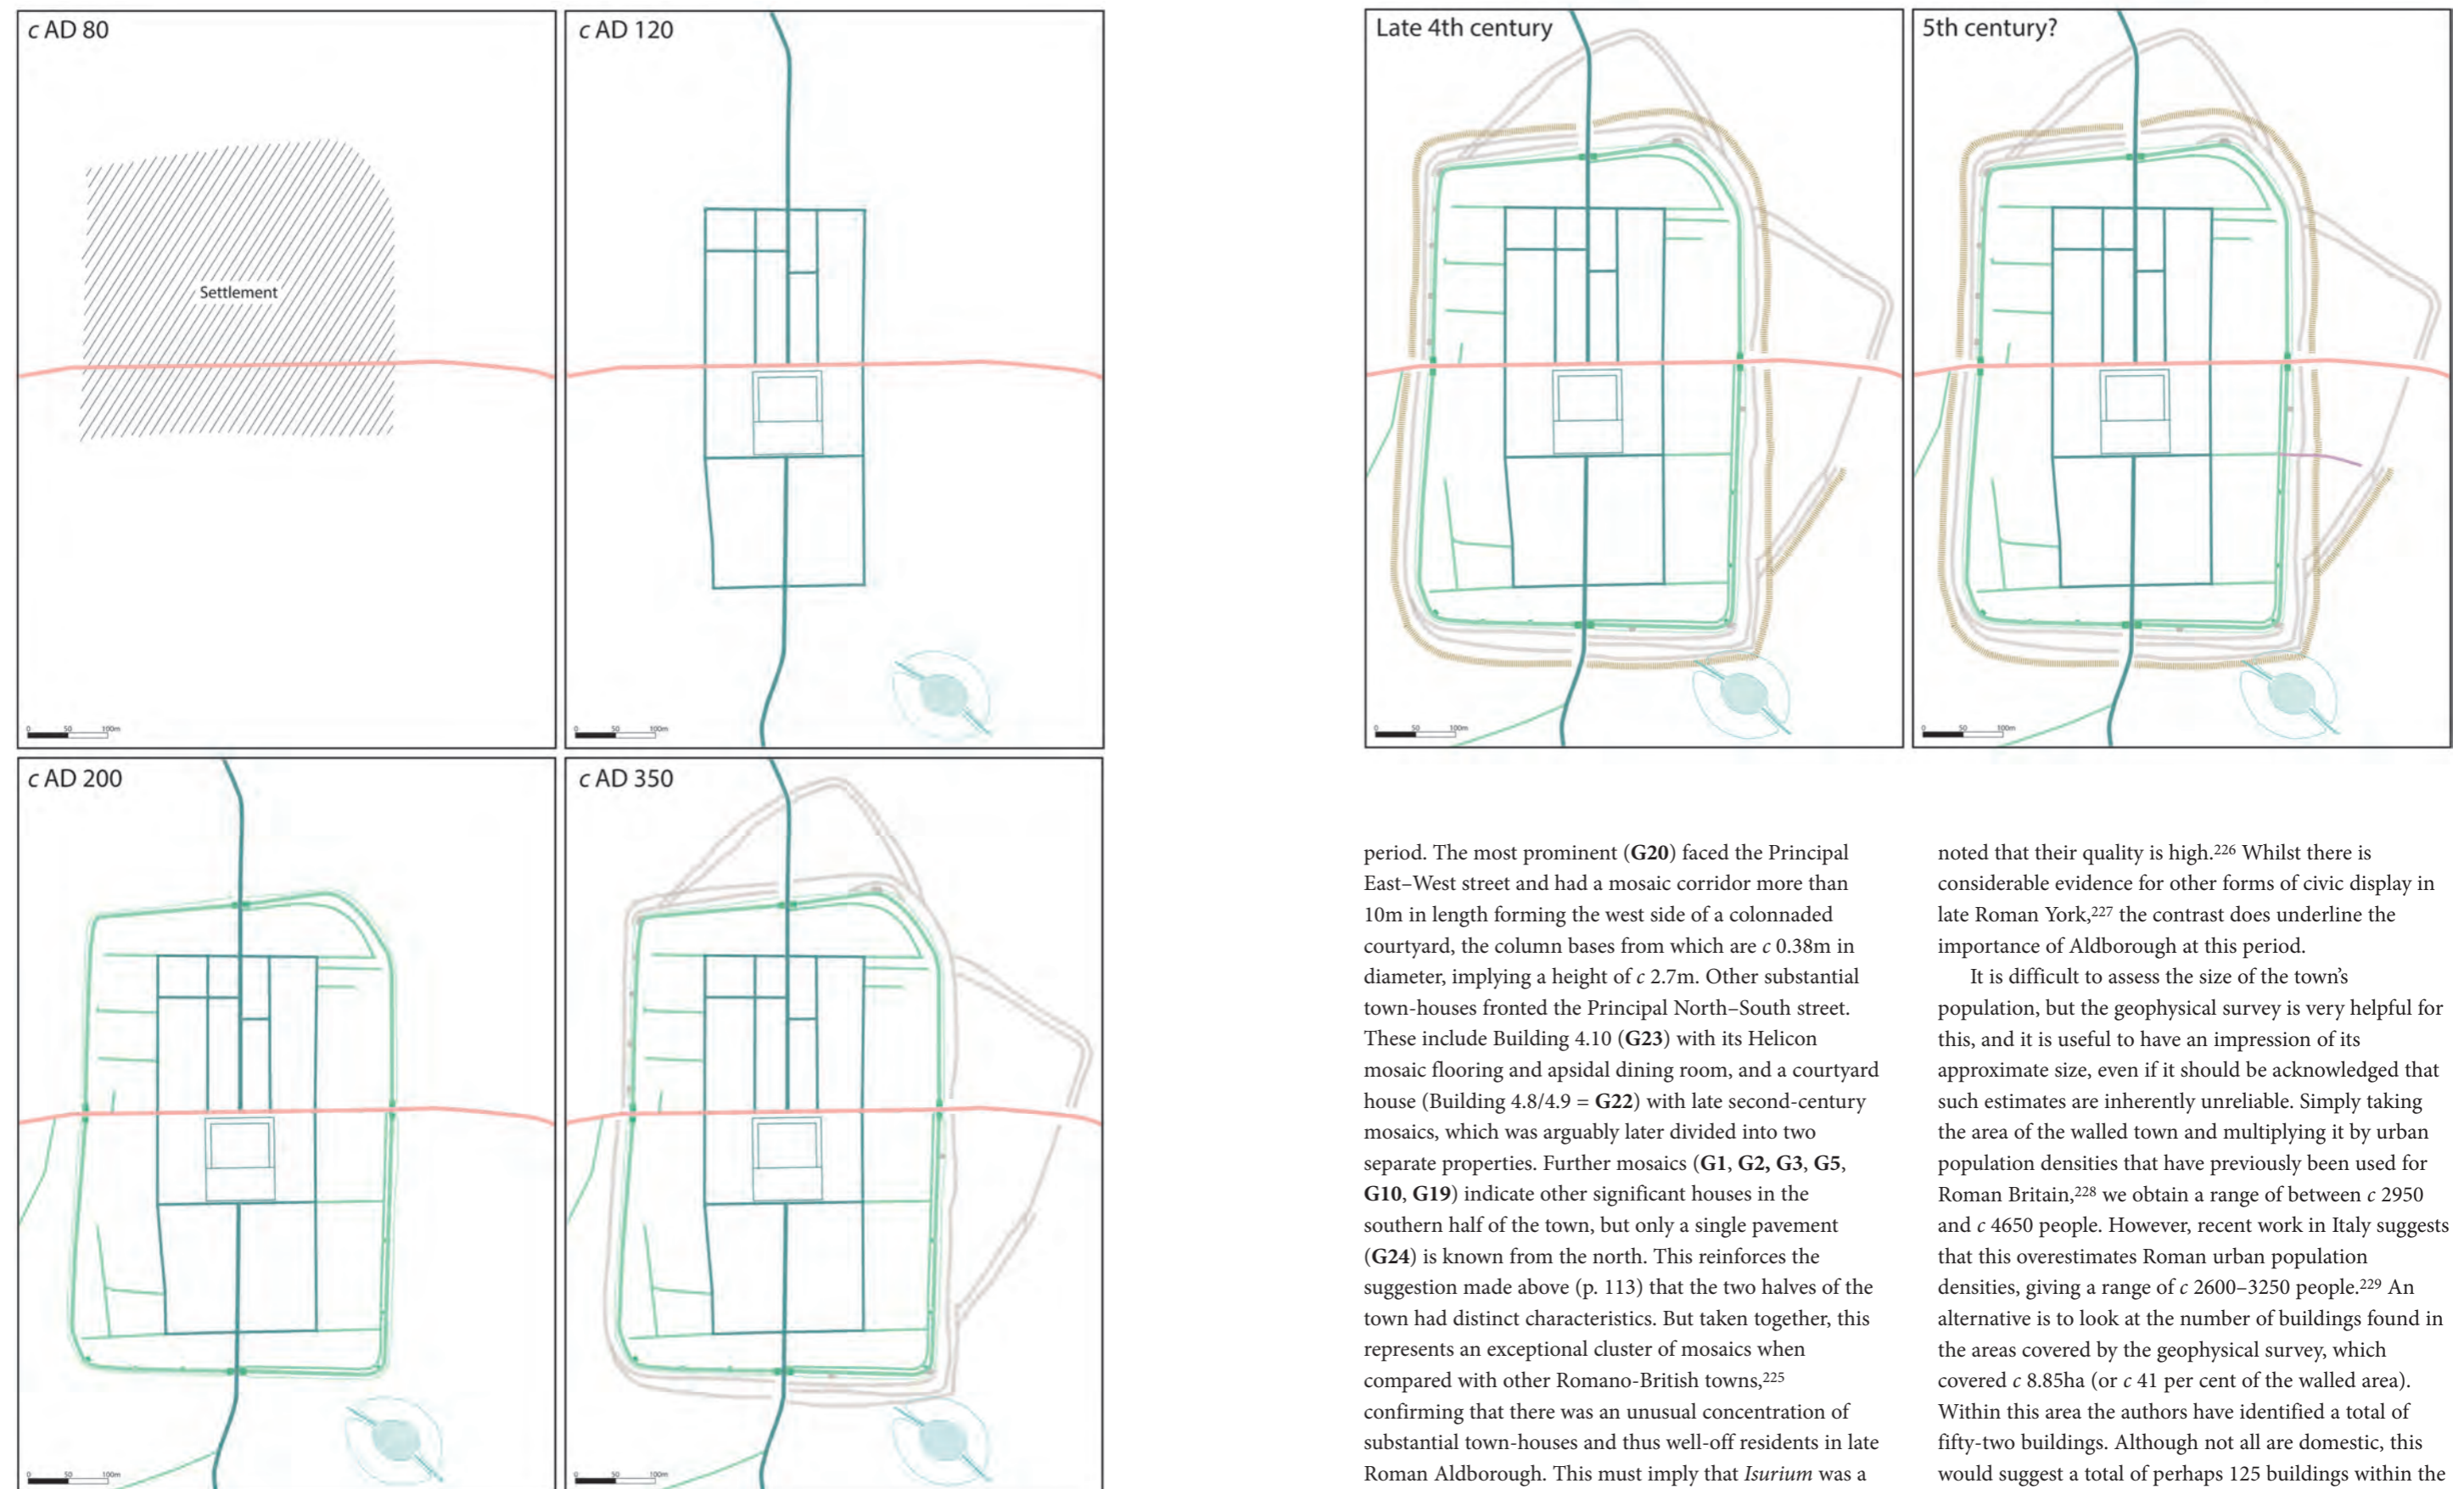 c AD 80
Settlement
0 50 100m
c AD 120
0 50 100m
c AD 200
0 50 100m
c AD 350
0 50 100m
Late 4th century
0 50 100m
5th century?
0 50 100m
period. The most prominent (G20) faced the Principal
East–West street and had a mosaic corridor more than
10m in length forming the west side of a colonnaded
courtyard, the column bases from which are c 0.38m in
diameter, implying a height of c 2.7m. Other substantial
town-houses fronted the Principal North–South street.
These include Building 4.10 (G23) with its Helicon
mosaic flooring and apsidal dining room, and a courtyard
house (Building 4.8/4.9 = G22) with late second-century
mosaics, which was arguably later divided into two
separate properties. Further mosaics (G1, G2, G3, G5,
G10, G19) indicate other significant houses in the
southern half of the town, but only a single pavement
(G24) is known from the north. This reinforces the
suggestion made above (p. 113) that the two halves of the
town had distinct characteristics. But taken together, this
represents an exceptional cluster of mosaics when
compared with other Romano-British towns,225
confirming that there was an unusual concentration of
substantial town-houses and thus well-off residents in late
Roman Aldborough. This must imply that Isurium was a
noted that their quality is high.226 Whilst there is
considerable evidence for other forms of civic display in
late Roman York,227 the contrast does underline the
importance of Aldborough at this period.
It is difficult to assess the size of the town's
population, but the geophysical survey is very helpful for
this, and it is useful to have an impression of its
approximate size, even if it should be acknowledged that
such estimates are inherently unreliable. Simply taking
the area of the walled town and multiplying it by urban
population densities that have previously been used for
Roman Britain,228 we obtain a range of between c 2950
and c 4650 people. However, recent work in Italy suggests
that this overestimates Roman urban population
densities, giving a range of c 2600–3250 people.229 An
alternative is to look at the number of buildings found in
the areas covered by the geophysical survey, which
covered c 8.85ha (or c 41 per cent of the walled area).
Within this area the authors have identified a total of
fifty-two buildings. Although not all are domestic, this
would suggest a total of perhaps 125 buildings within the